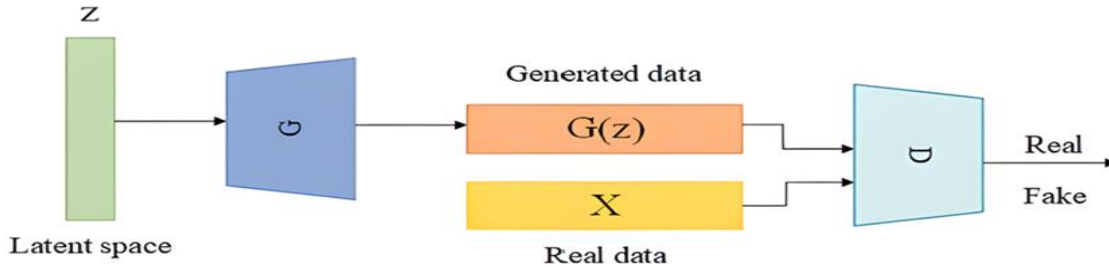 Z
Latent space
G
Generated data
G(z)
X
Real data
D
Real
Fake